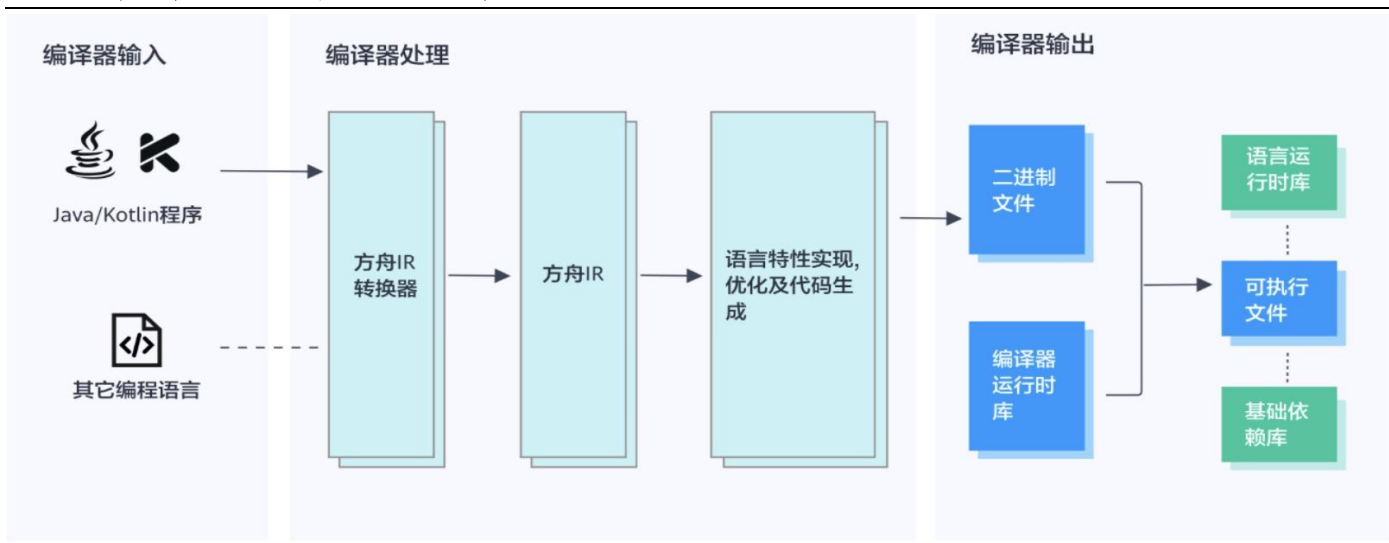 编译器输入
Java/Kotlin程序
其它编程语言
编译器处理
方舟IR
转换器
方舟IR
语言特性实现,
优化及代码生
成
编译器输出
二进制
文件
编译器
运行时
库
语言运
行时库
可执行
文件
基础依
赖库